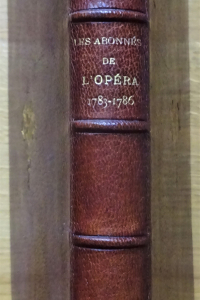 LES ABONNÉS
DE
L'OPÉRA
1783-1786